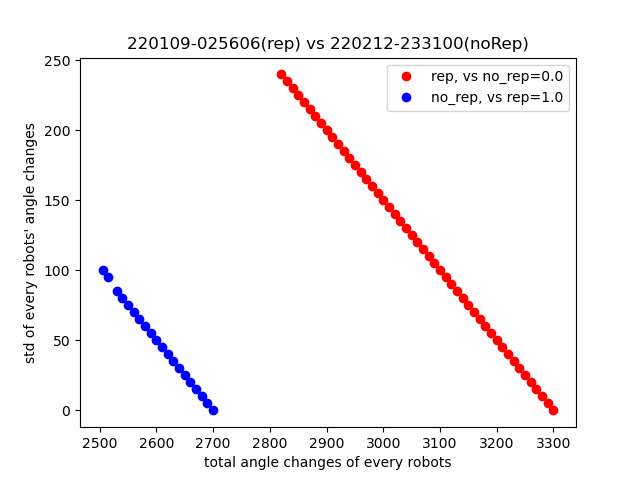 220109-025606(rep) vs 220212-233100(noRep)
rep, vs no_rep=0.0
no_rep, vs rep=1.0
std of every robots' angle changes
250
200
150
100
50
0
2500 2600 2700 2800 2900 3000 3100 3200 3300
total angle changes of every robots